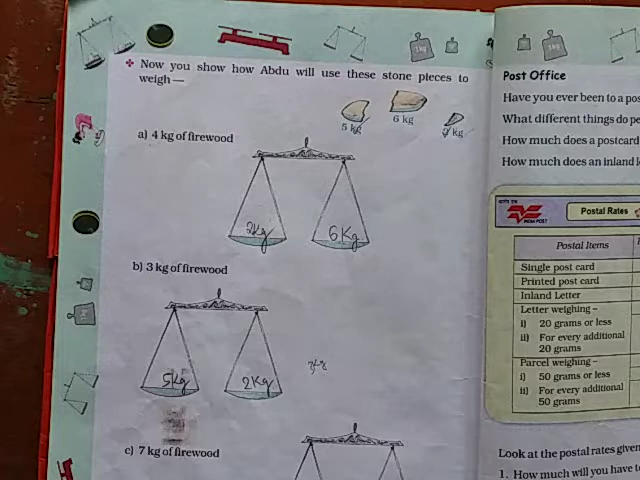 ❖ Now you show how Abdu will use these stone pieces to
weigh —
5 kg
6 kg
kg
a) 4 kg of firewood
2kg
6 Kg
b) 3 kg of firewood
5kg
2Kg
c) 7 kg of firewood
1kg
1kg
Post Office
Have you ever been to a
What different things do
How much does a postcard
How much does an inland
INDIA POST
Postal Rates
Postal Items
Single post card
Printed post card
Inland Letter
Letter weighing –
i) 20 grams or less
ii) For every additional
20 grams
Parcel weighing –
i) 50 grams or less
ii) For every additional
50 grams
Look at the postal rates given
1. How much will you have